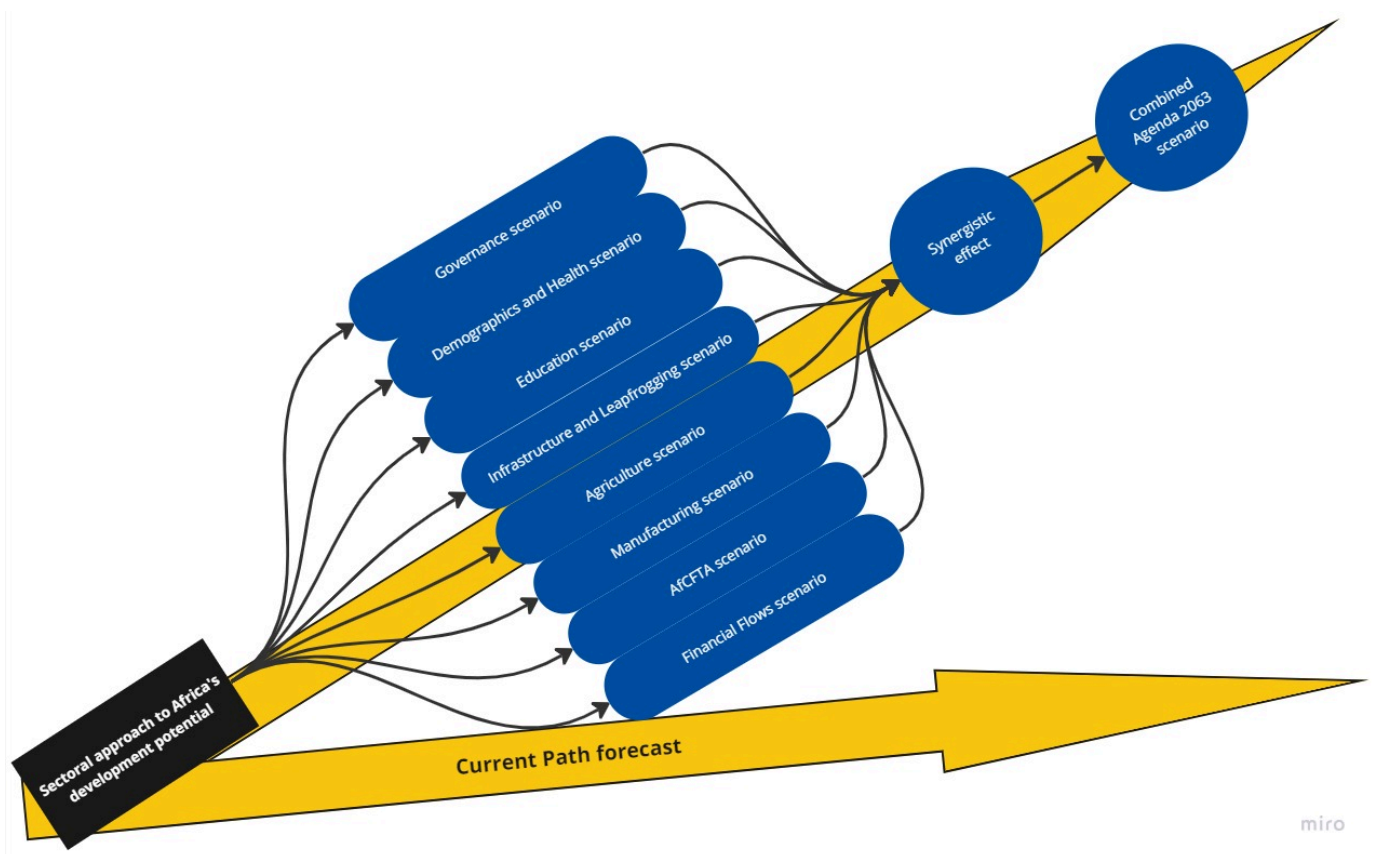 Combined
Agenda 2063
scenario
Synergistic
effect
Governance scenario
Demographics and Health scenario
Education scenario
Infrastructure and Leapfrogging scenario
Agriculture scenario
Manufacturing scenario
AfCFTA scenario
Financial Flows scenario
Sectoral approach to Africa's
development potential
Current Path forecast
miro